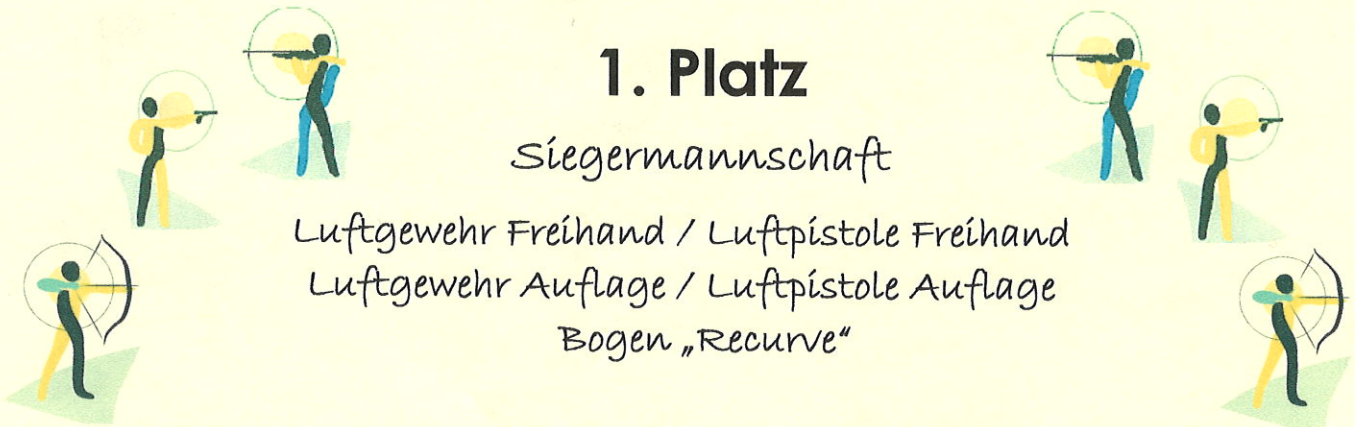 1. Platz
Siegermannschaft
Luftgewehr Freihand / Luftpistole Freihand
Luftgewehr Auflage / Luftpistole Auflage
Bogen „Recurve“